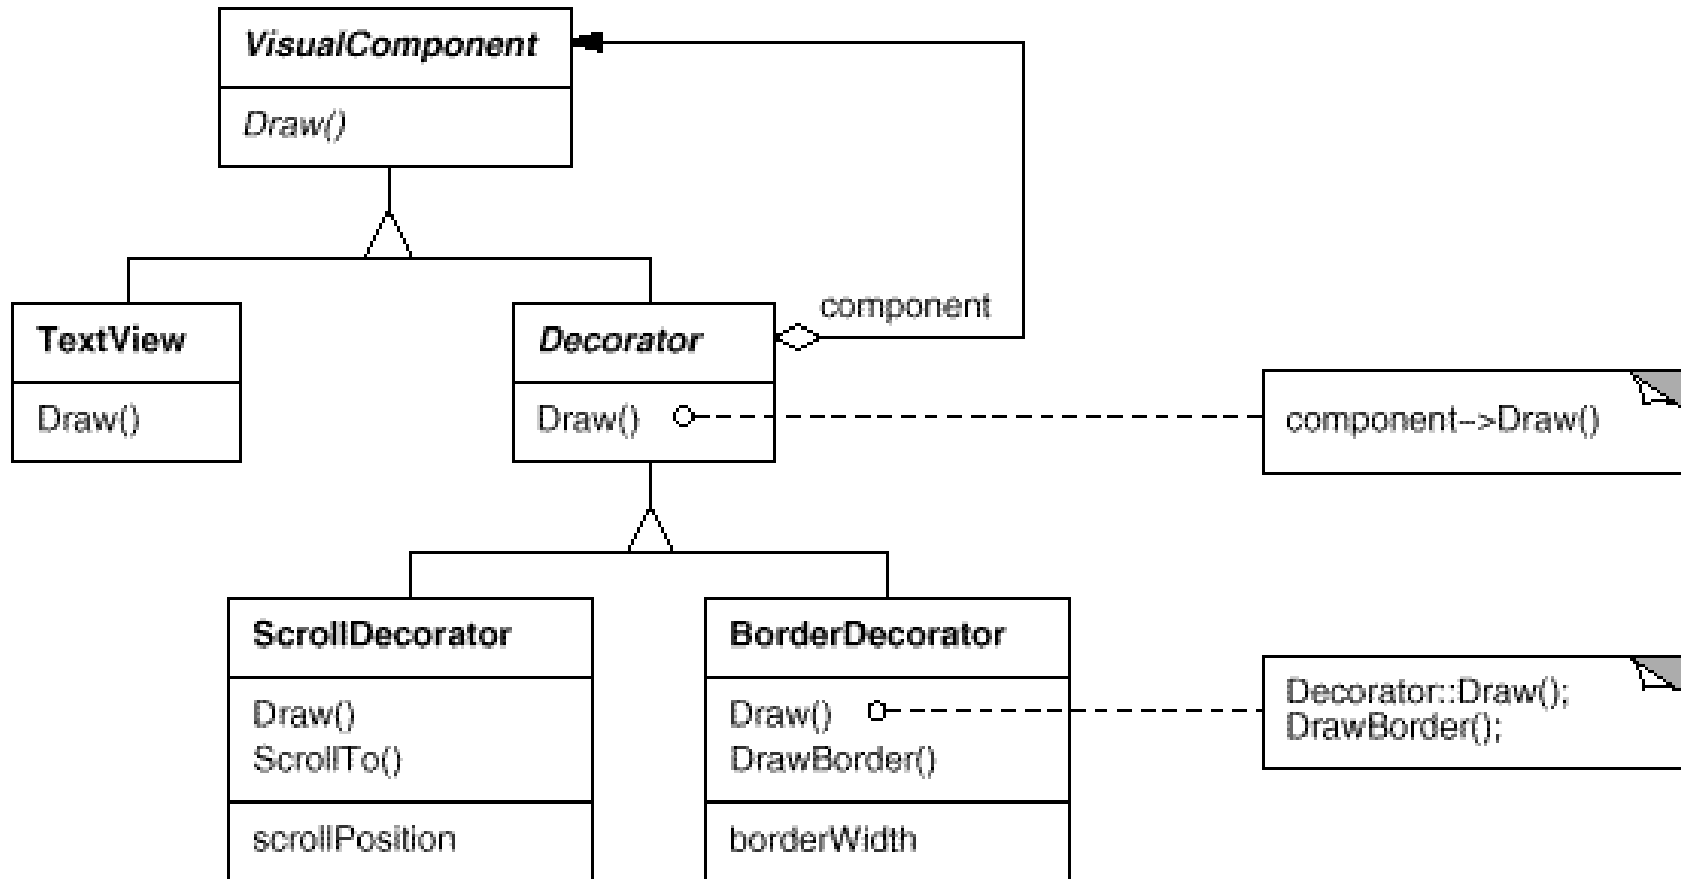 VisualComponent
Draw()
component
TextView
Draw()
Decorator
Draw()
component->Draw()
ScrollDecorator
Draw()
ScrollTo()
scrollPosition
BorderDecorator
Draw()
DrawBorder()
borderWidth
Decorator::Draw();
DrawBorder();